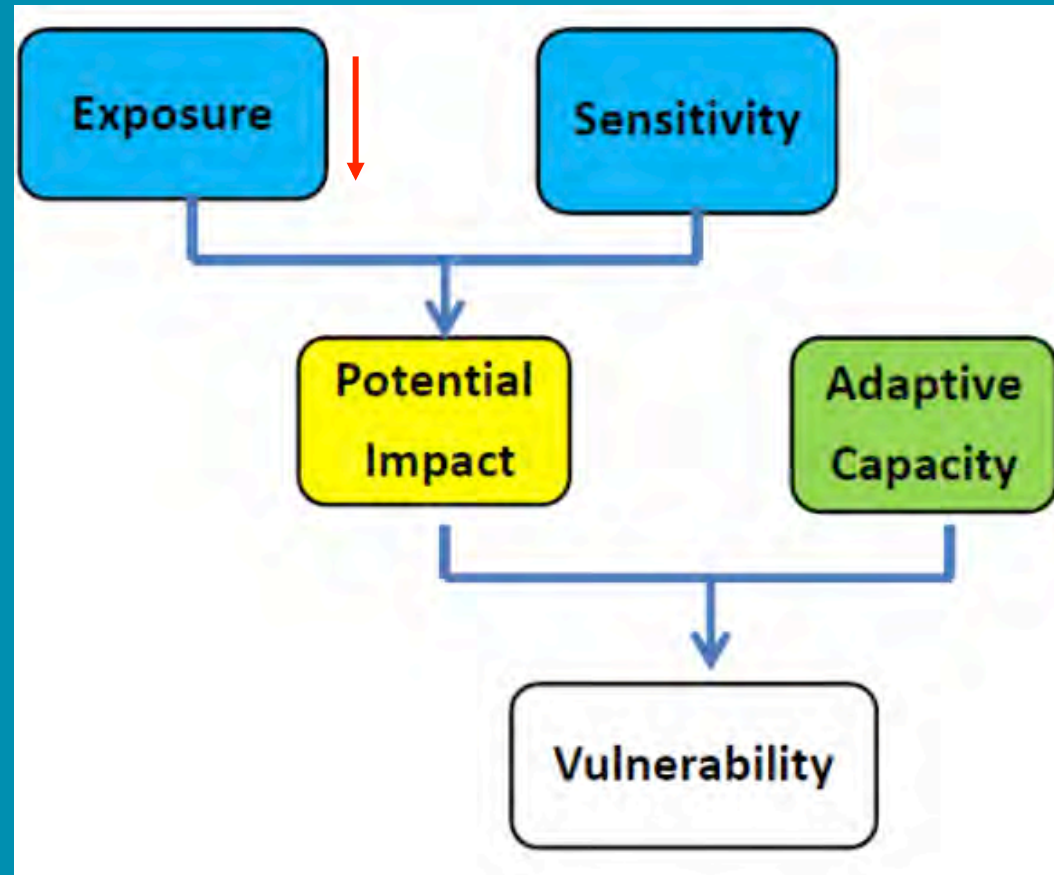 Exposure
Sensitivity
Potential
Impact
Adaptive
Capacity
Vulnerability